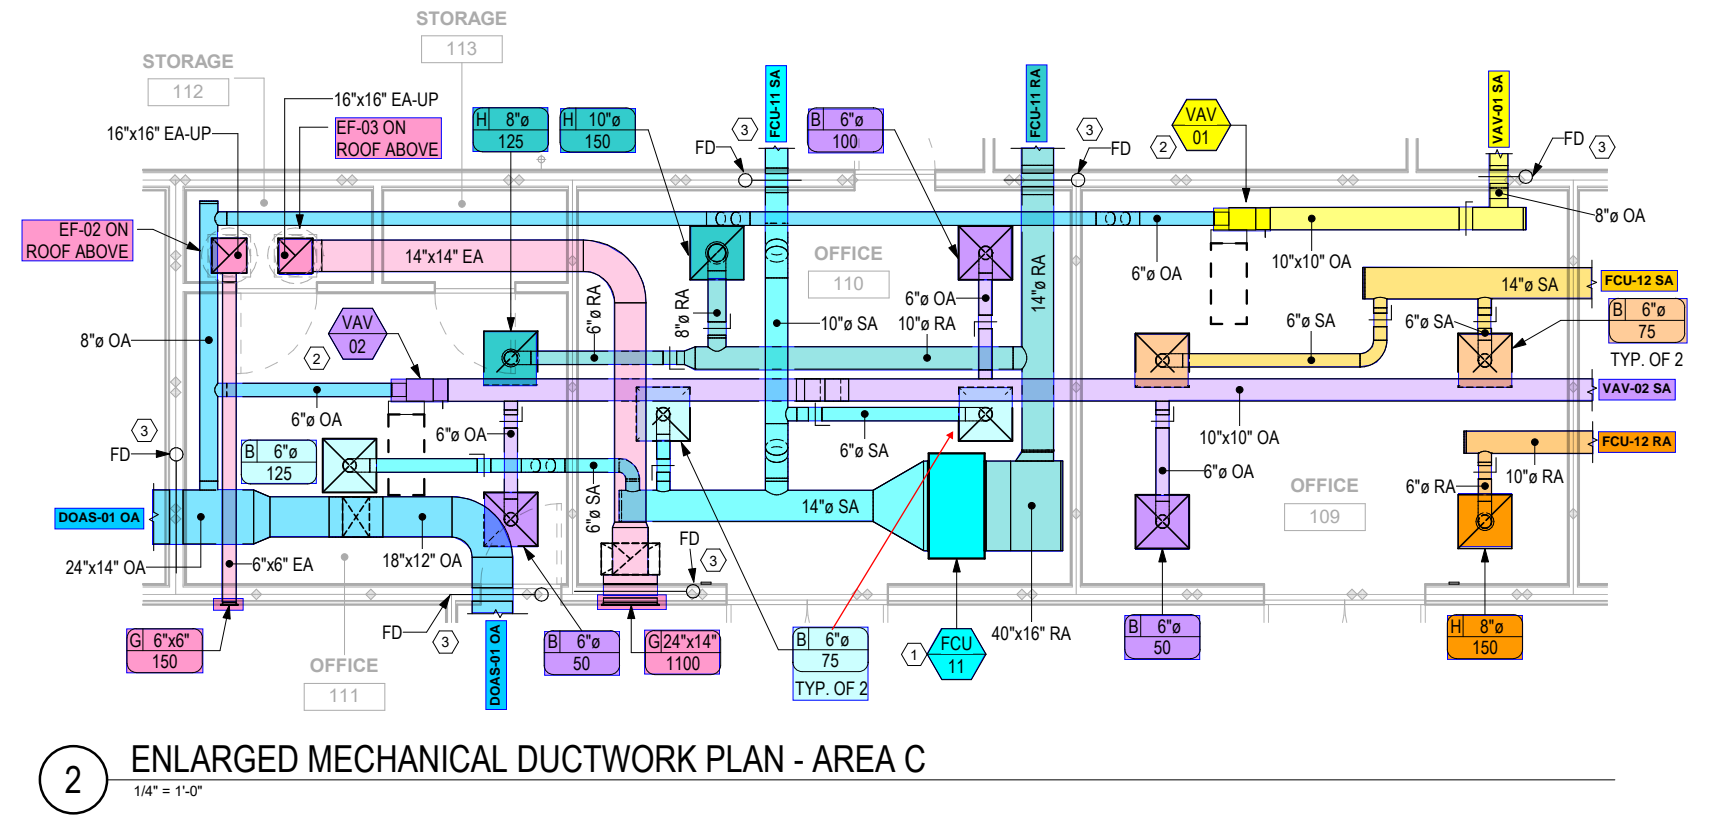 STORAGE
113
STORAGE
112
16"x16" EA-UP
16"x16" EA-UP
EF-03 ON
ROOF ABOVE
H 8"ø
125
H 10"ø
150
3
FD
FCU-11 SA
B 6"ø
100
FCU-11 RA
3
FD
2
VAV
01
VAV-01 SA
FD
3
8"ø OA
EF-02 ON
ROOF ABOVE
14"x14" EA
OFFICE
110
6"ø OA
10"x10" OA
14"ø RA
14"ø SA
FCU-12 SA
6"ø RA
8"ø RA
10"ø SA
6"ø OA
10"ø RA
6"ø SA
6"ø SA
B 6"ø
75
TYP. OF 2
8"ø OA
2
VAV
02
VAV-02 SA
6"ø OA
6"ø OA
6"ø SA
10"x10" OA
FCU-12 RA
3
FD
B 6"ø
125
6"ø OA
10"ø RA
6"ø SA
6"ø RA
OFFICE
109
DOAS-01 OA
14"ø SA
24"x14" OA
6"x6" EA
18"x12" OA
FD
3
FD
3
DOAS-01 OA
G 6"x6"
150
OFFICE
111
B 6"ø
50
G 24"x14"
1100
B 6"ø
75
TYP. OF 2
1
FCU
11
40"x16" RA
B 6"ø
50
H 8"ø
150
2
ENLARGED MECHANICAL DUCTWORK PLAN - AREA C
1/4" = 1'-0"